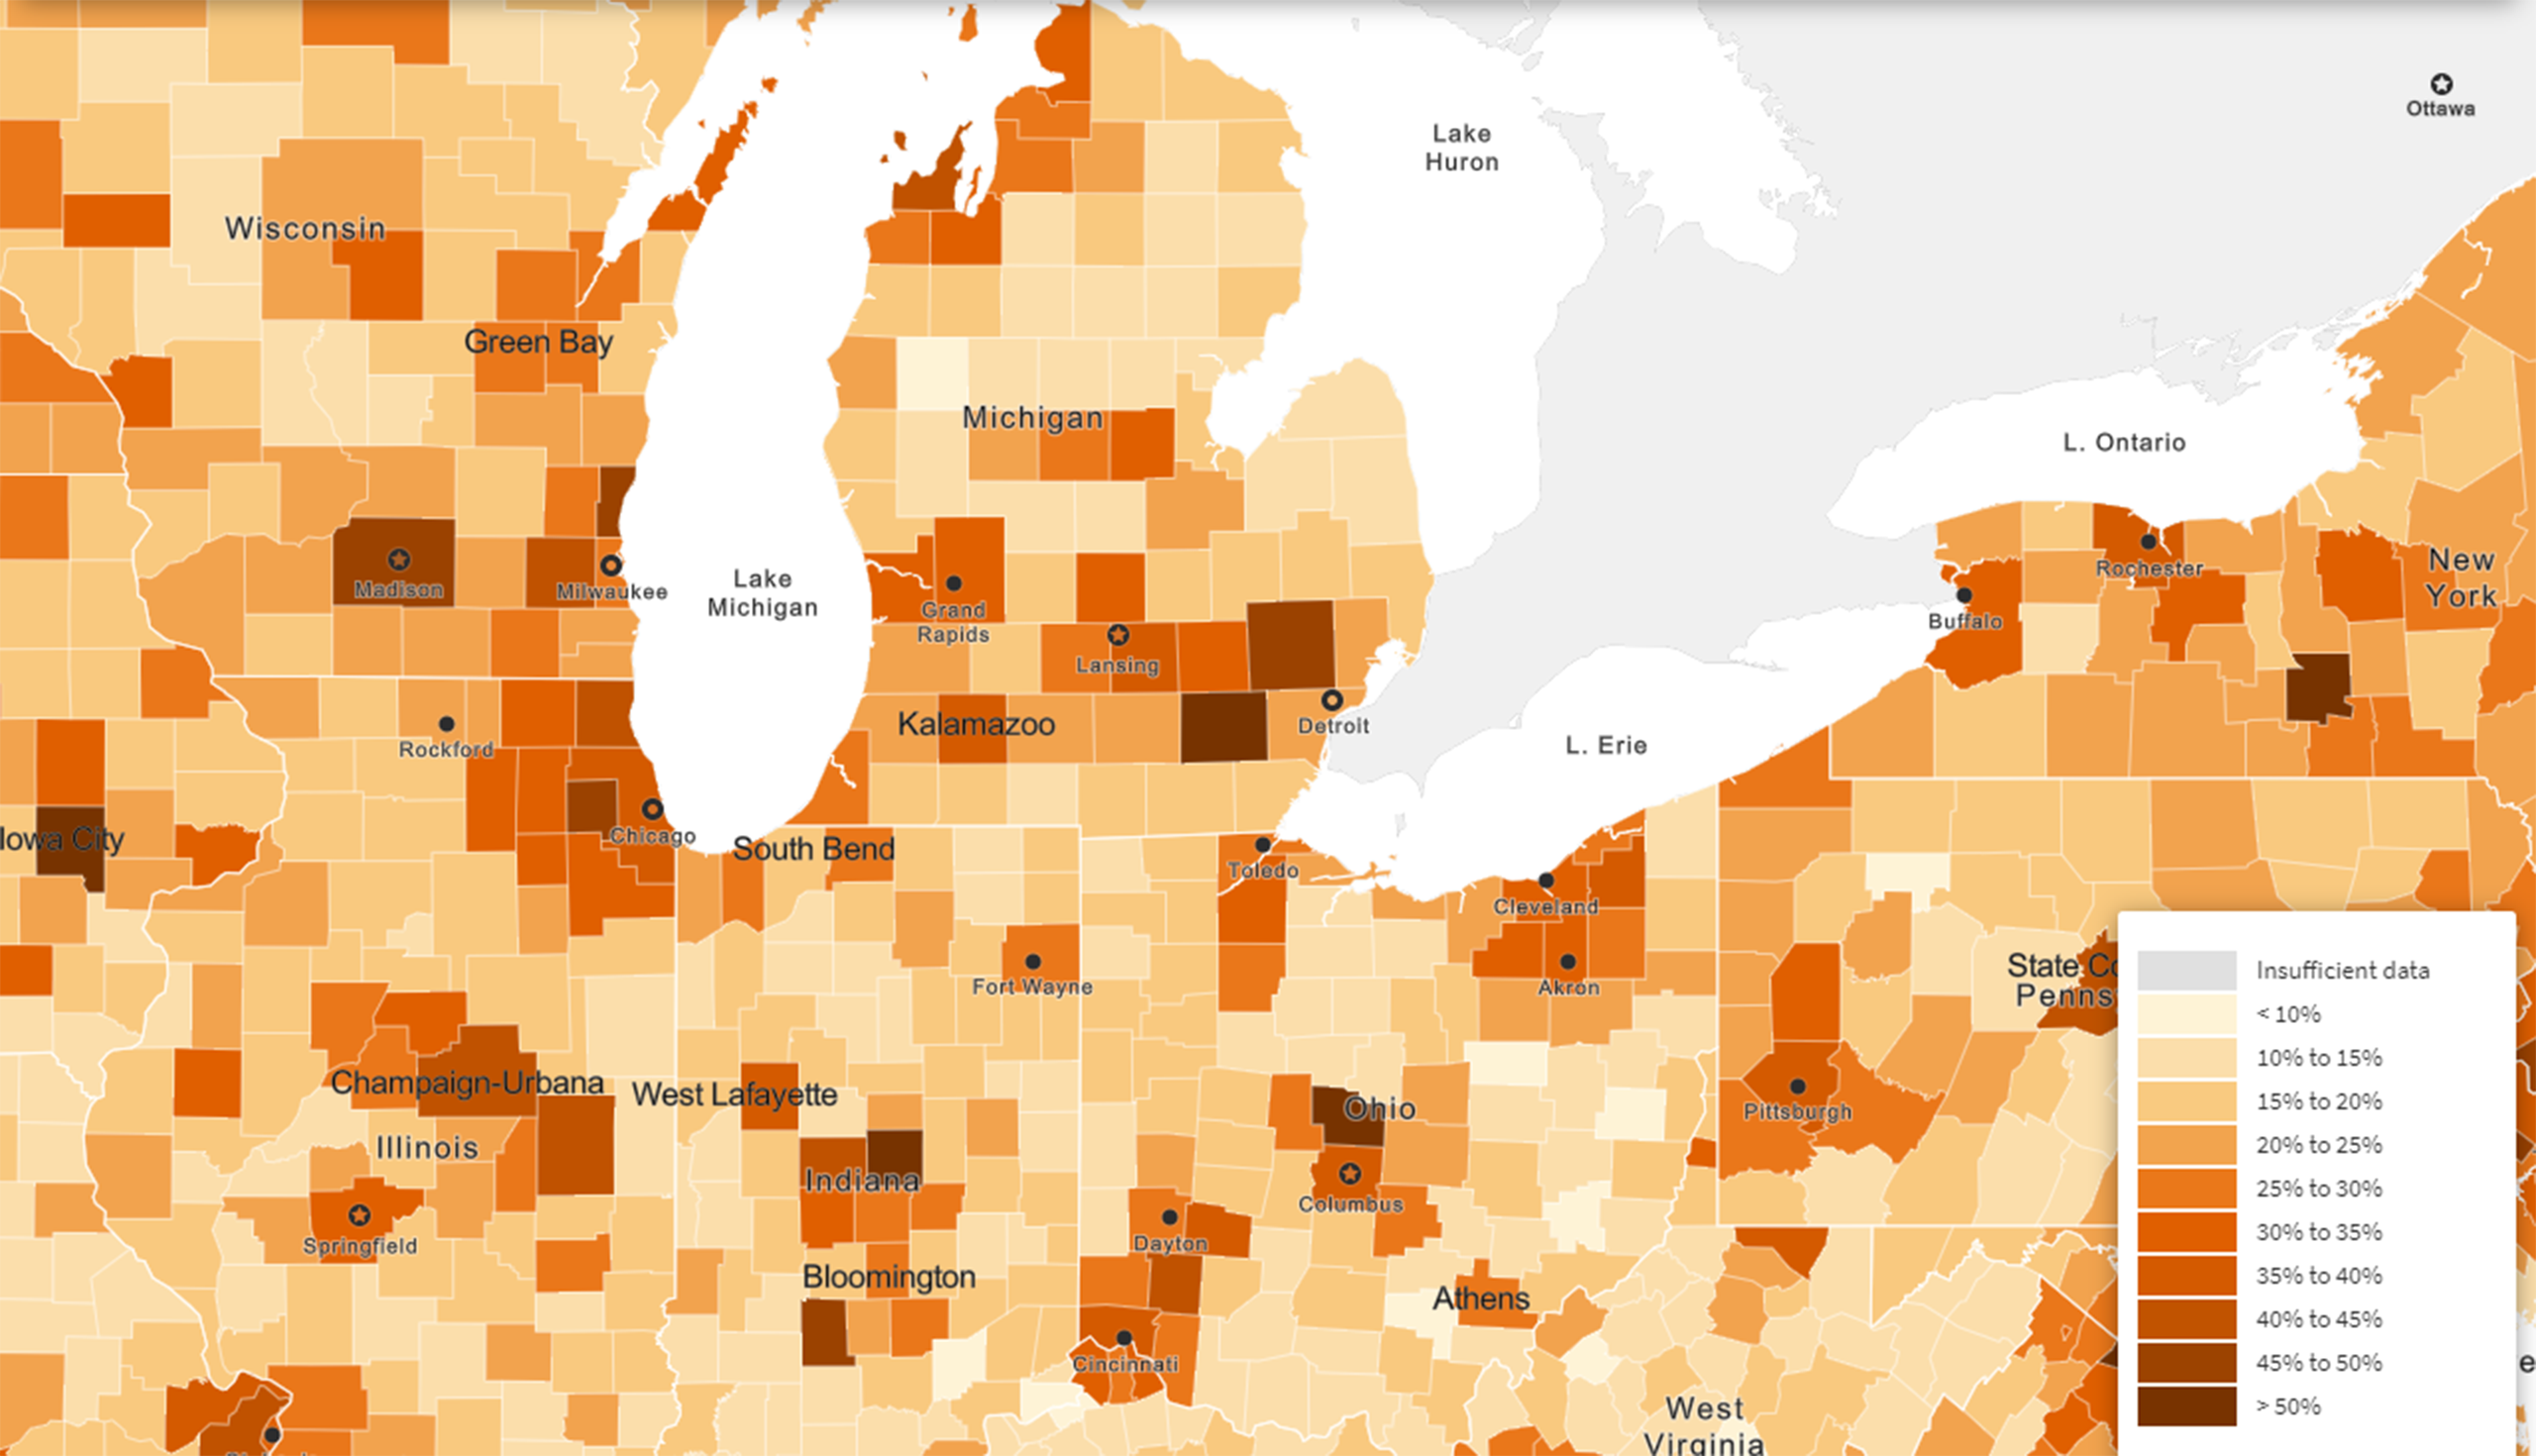 Ottawa
Lake
Huron
Wisconsin
Green Bay
Michigan
L. Ontario
New
York
Madison
Milwaukee
Lake
Michigan
Grand
Rapids
Lansing
Rochester
Buffalo
Rockford
Kalamazoo
Detroit
L. Erie
Iowa City
Chicago
South Bend
Toledo
Cleveland
Fort Wayne
Akron
State Co
Penns
Champaign-Urbana
West Lafayette
Ohio
Pittsburgh
Illinois
Indiana
Columbus
Springfield
Dayton
Bloomington
Athens
Cincinnati
West
Virginia
e
Insufficient data
< 10%
10% to 15%
15% to 20%
20% to 25%
25% to 30%
30% to 35%
35% to 40%
40% to 45%
45% to 50%
> 50%